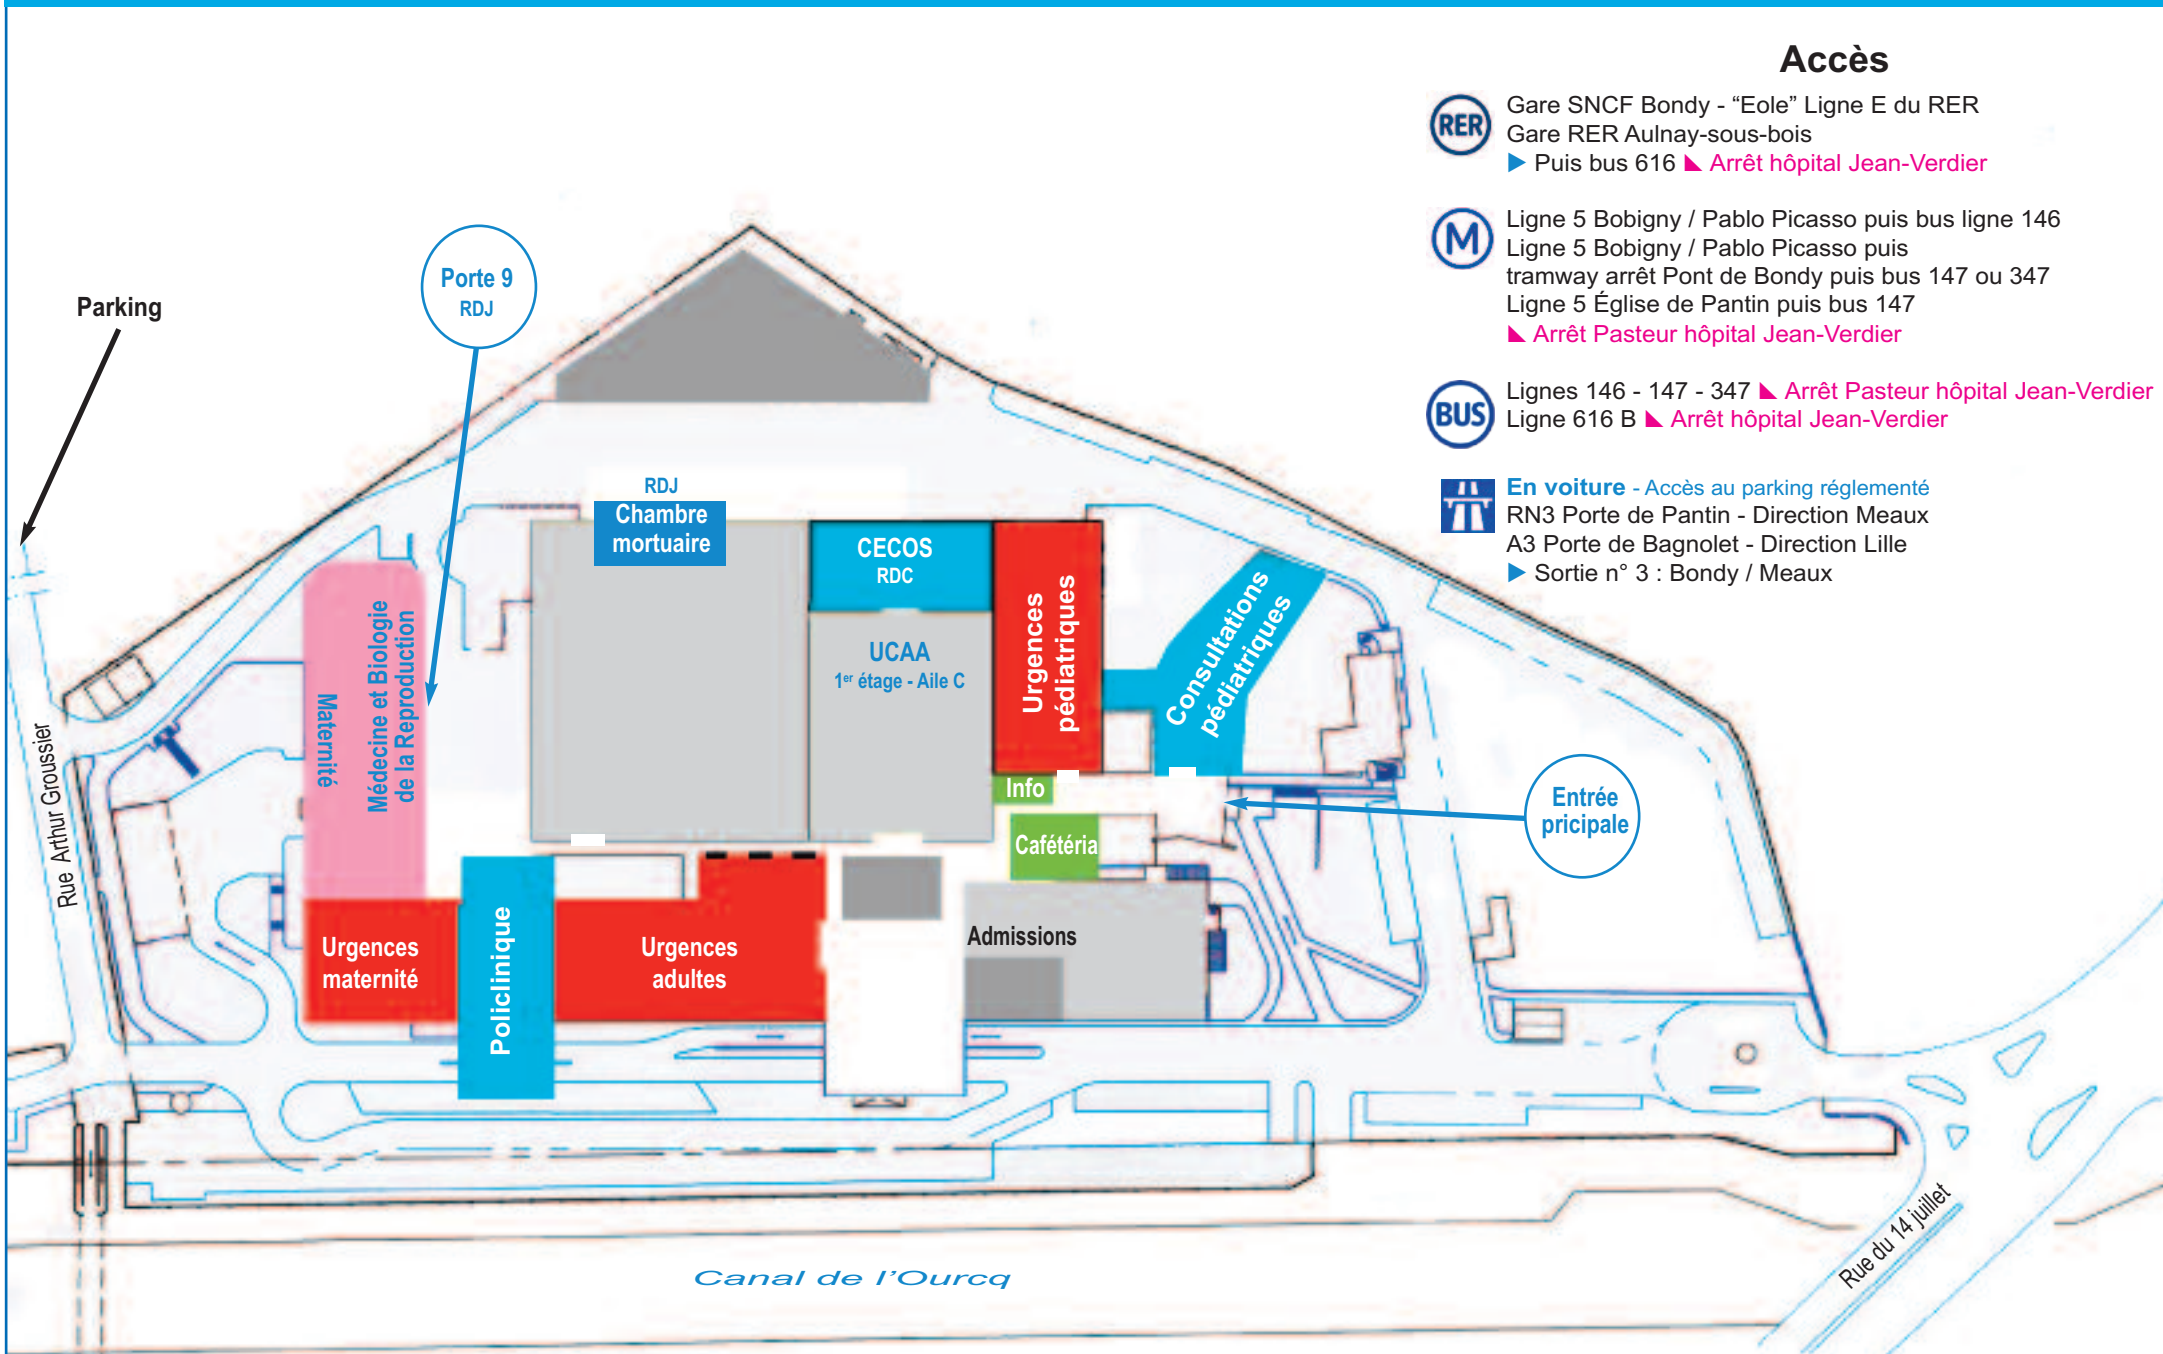 Accès
RER
Gare SNCF Bondy - “Eole” Ligne E du RER
Gare RER Aulnay-sous-bois
Puis bus 616 Arrêt hôpital Jean-Verdier
M
Ligne 5 Bobigny / Pablo Picasso puis bus ligne 146
Ligne 5 Bobigny / Pablo Picasso puis
tramway arrêt Pont de Bondy puis bus 147 ou 347
Ligne 5 Église de Pantin puis bus 147
Arrêt Pasteur hôpital Jean-Verdier
BUS
Lignes 146 - 147 - 347 Arrêt Pasteur hôpital Jean-Verdier
Ligne 616 B Arrêt hôpital Jean-Verdier
En voiture - Accès au parking réglementé
RN3 Porte de Pantin - Direction Meaux
A3 Porte de Bagnolet - Direction Lille
Sortie n° 3 : Bondy / Meaux
Parking
Porte 9
RDJ
RDJ
Chambre
mortuaire
CECOS
RDC
UCAA
1er étage - Aile C
Urgences
pédiatriques
Consultations
pédiatriques
Maternité
Médecine et Biologie
de la Reproduction
Rue Arthur Groussier
Info
Cafétéria
Entrée
pricipale
Urgences
maternité
Policlinique
Urgences
adultes
Admissions
Canal de l'Ourcq
Rue du 14 juillet